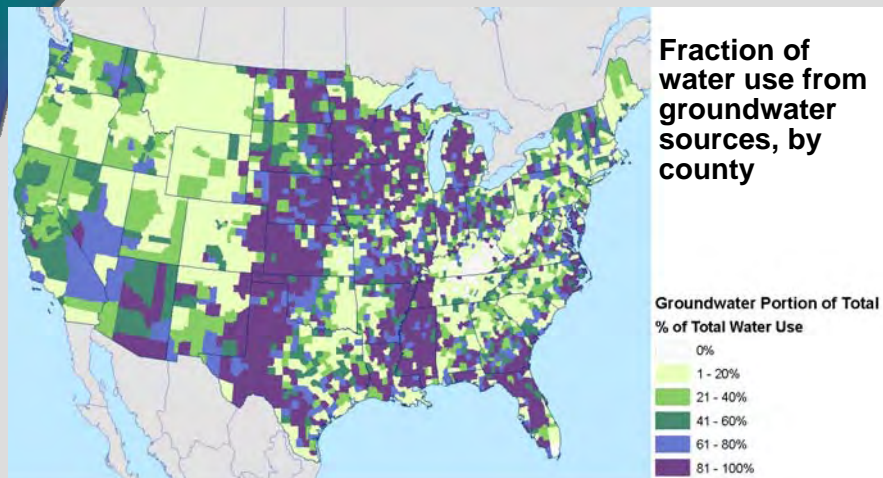 Fraction of
water use from
groundwater
sources, by
county
Groundwater Portion of Total
% of Total Water Use
0%
1 - 20%
21 - 40%
41 - 60%
61 - 80%
81 - 100%